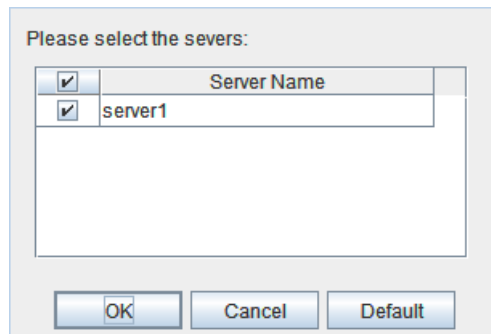 Please select the severs:
Server Name
server1
OK Cancel Default